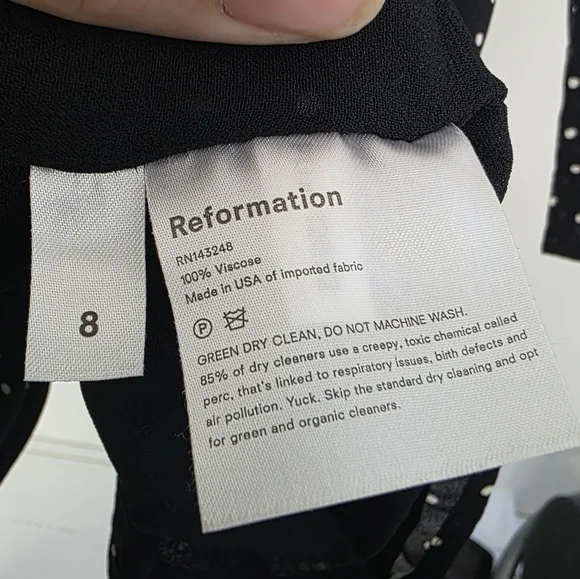 Reformation
RN143248
100% Viscose
Made in USA of imported fabric
P
GREEN DRY CLEAN, DO NOT MACHINE WASH.
85% of dry cleaners use a creepy, toxic chemical called
perc, that's linked to respiratory issues, birth defects and
air pollution. Yuck. Skip the standard dry cleaning and opt
for green and organic cleaners.
8